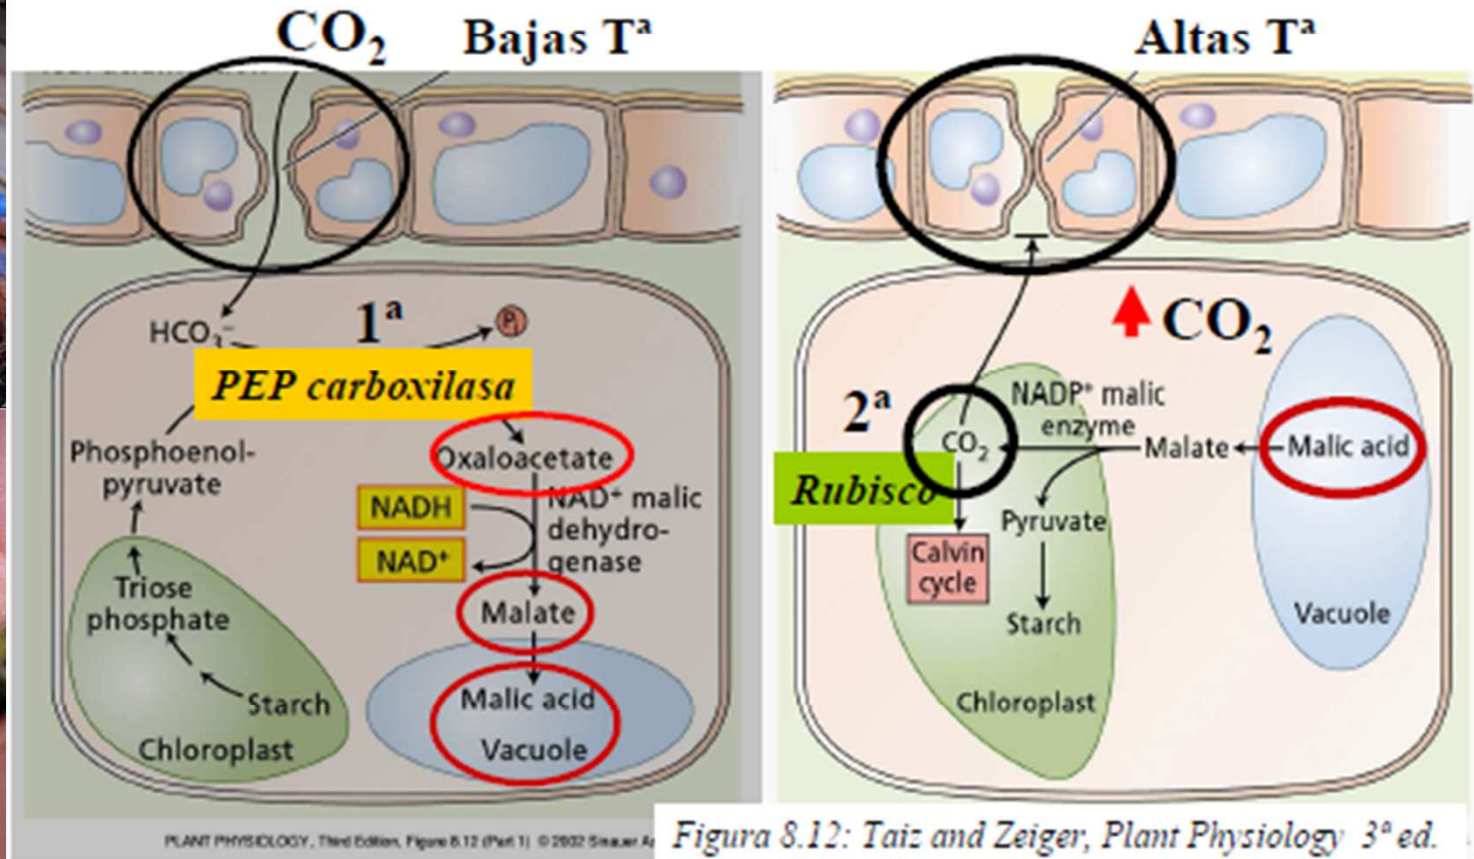 CO₂
Bajas Tª
HCO₃⁻
1ª
Pᵢ
PEP carboxilasa
Phosphoenol-
pyruvate
Oxaloacetate
NADH
NAD⁺
NAD⁺ malic
dehydro-
genase
Triose
phosphate
Malate
Starch
Malic acid
Chloroplast
Vacuole
PLANT PHYSIOLOGY, Third Edition, Figure 8.12 (Part 1) © 2002 Sinauer
Altas Tª
CO₂
2ª
NADP⁺ malic
enzyme
CO₂
Malate
Malic acid
Rubisco
Pyruvate
Calvin
cycle
Starch
Vacuole
Chloroplast
Figura 8.12: Taiz and Zeiger, Plant Physiology 3ª ed.